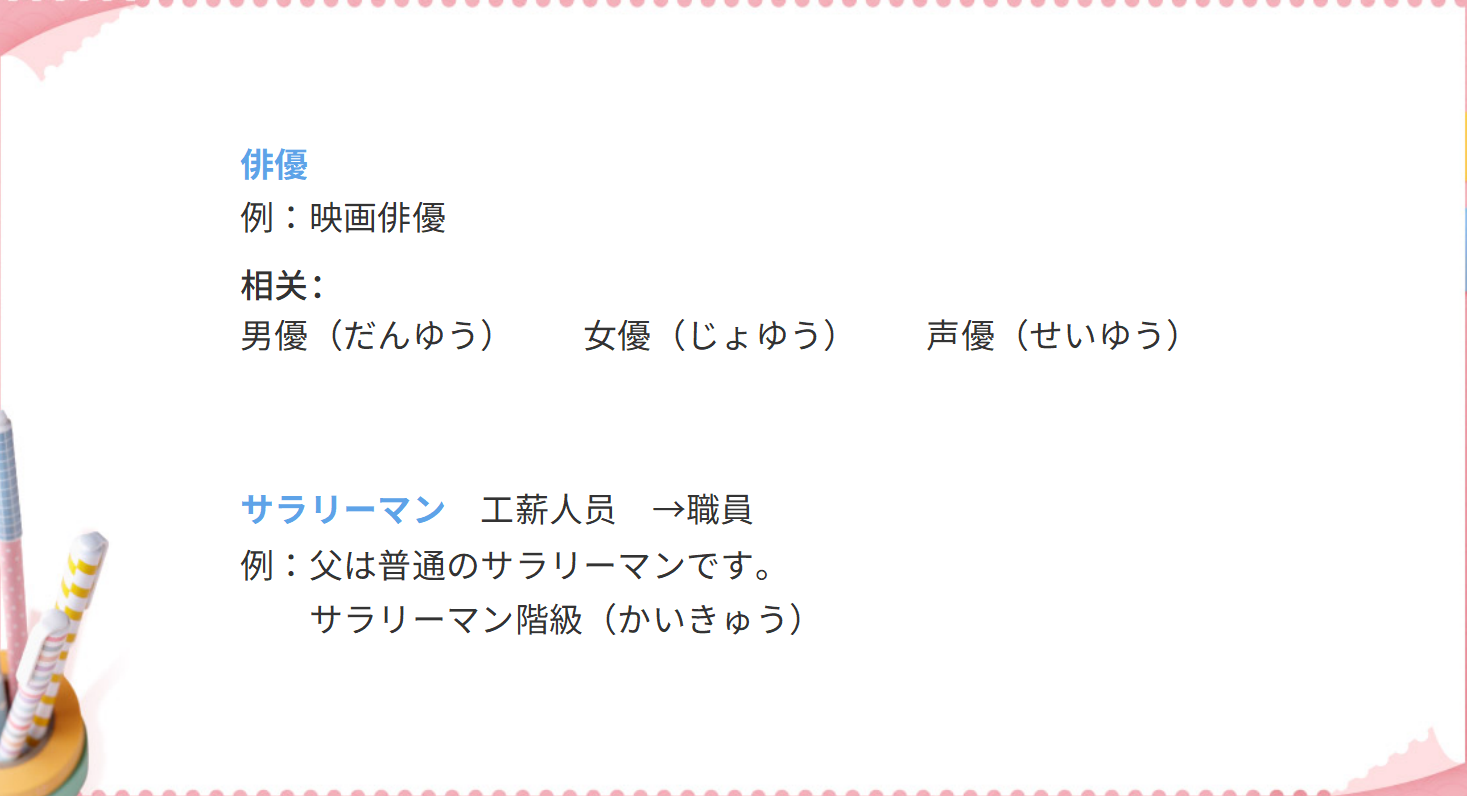 俳優
例：映画俳優
相关：
男優（だんゆう）　　女優（じょゆう）　　声優（せいゆう）
サラリーマン　工薪人员　→職員
例：父は普通のサラリーマンです。
サラリーマン階級（かいきゅう）